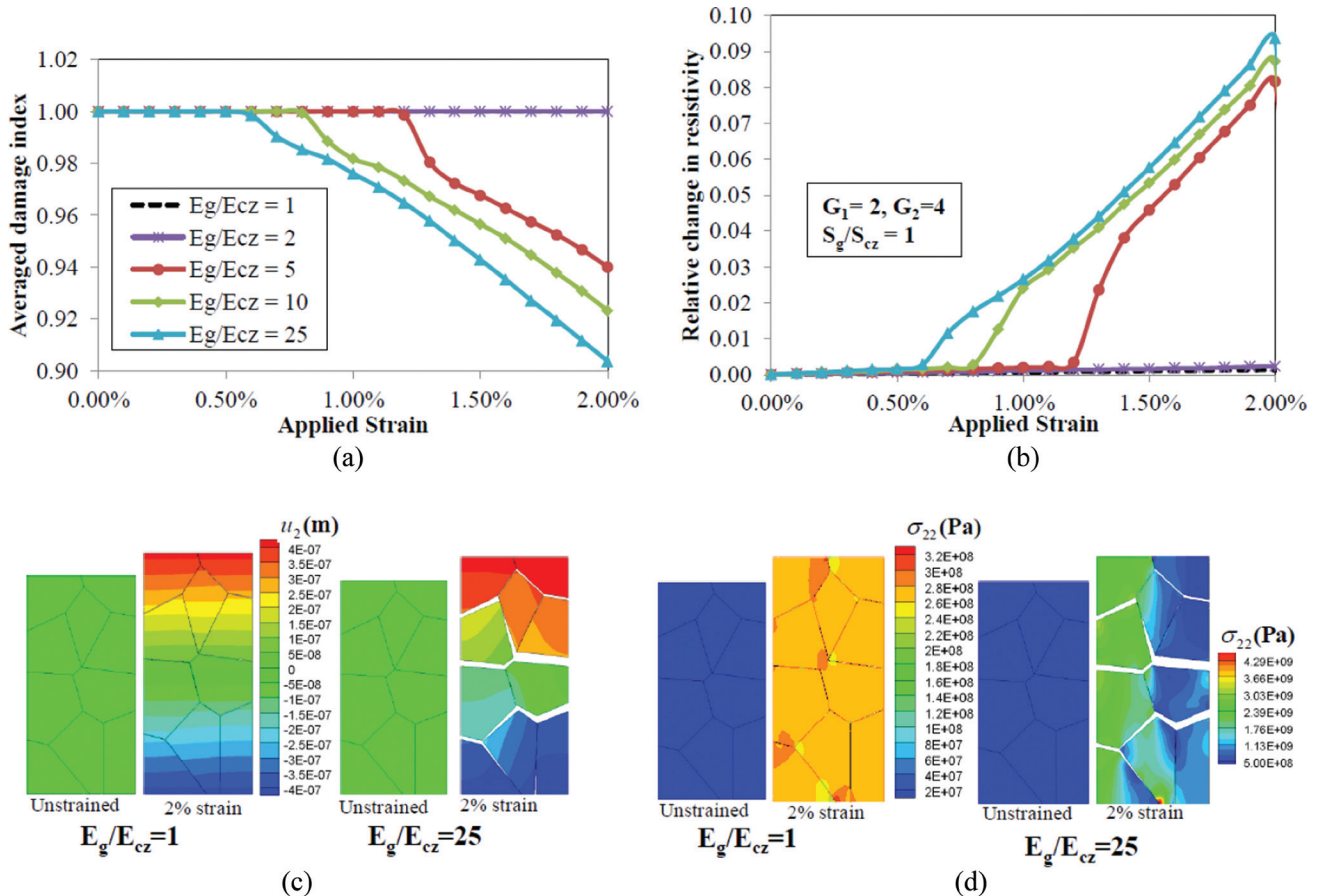 1.02
1.00
0.98
0.96
0.94
0.92
0.90
Averaged damage index
Eg/Ecz = 1
Eg/Ecz = 2
Eg/Ecz = 5
Eg/Ecz = 10
Eg/Ecz = 25
0.00% 0.50% 1.00% 1.50% 2.00%
Applied Strain
(a)
0.10
0.09
0.08
0.07
0.06
0.05
0.04
0.03
0.02
0.01
0.00
Relative change in resistivity
G1= 2, G2=4
Sg/Scz = 1
0.00% 0.50% 1.00% 1.50% 2.00%
Applied Strain
(b)
u2(m)
4E-07
3.5E-07
3E-07
2.5E-07
2E-07
1.5E-07
1E-07
5E-08
0
-5E-08
-1E-07
-1.5E-07
-2E-07
-2.5E-07
-3E-07
-3.5E-07
-4E-07
Unstrained 2% strain
Eg/Ecz=1
Unstrained 2% strain
Eg/Ecz=25
(c)
σ22(Pa)
3.2E+08
3E+08
2.8E+08
2.6E+08
2.4E+08
2.2E+08
2E+08
1.8E+08
1.6E+08
1.4E+08
1.2E+08
1E+08
8E+07
6E+07
4E+07
2E+07
Unstrained 2% strain
Eg/Ecz=1
σ22(Pa)
4.29E+09
3.66E+09
3.03E+09
2.39E+09
1.76E+09
1.13E+09
5.00E+08
Unstrained 2% strain
Eg/Ecz=25
(d)